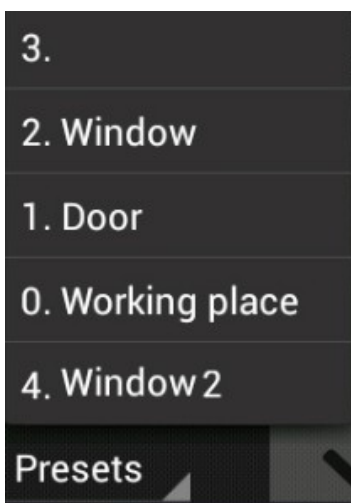 3.
2. Window
1. Door
0. Working place
4. Window 2
Presets